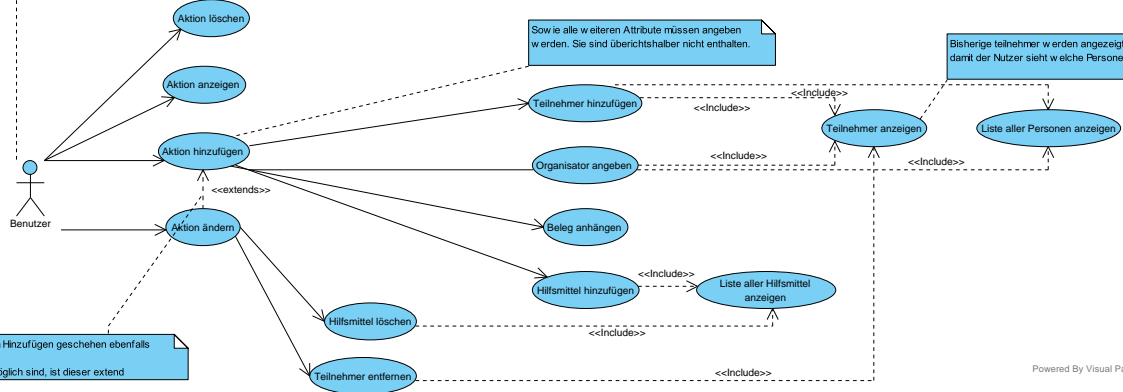 Aktion löschen
Sowie alle weiteren Attribute müssen angeben
werden. Sie sind überichtshalber nicht enthalten.
Bisherige teilnehmer werden angezeigt
damit der Nutzer sieht welche Persone
Aktion anzeigen
Teilnehmer hinzufügen
<<Include>>
<<Include>>
Teilnehmer anzeigen
Liste aller Personen anzeigen
Aktion hinzufügen
Organisator angeben
<<Include>>
<<Include>>
<<extends>>
Benutzer
Aktion ändern
Beleg anhängen
<<Include>>
Hilfsmittel hinzufügen
Liste aller Hilfsmittel
anzeigen
Hilfsmittel löschen
<<Include>>
Hinzufügen geschehen ebenfalls
öglich sind, ist dieser extend
Teilnehmer entfernen
<<Include>>
Powered By Visual Pa